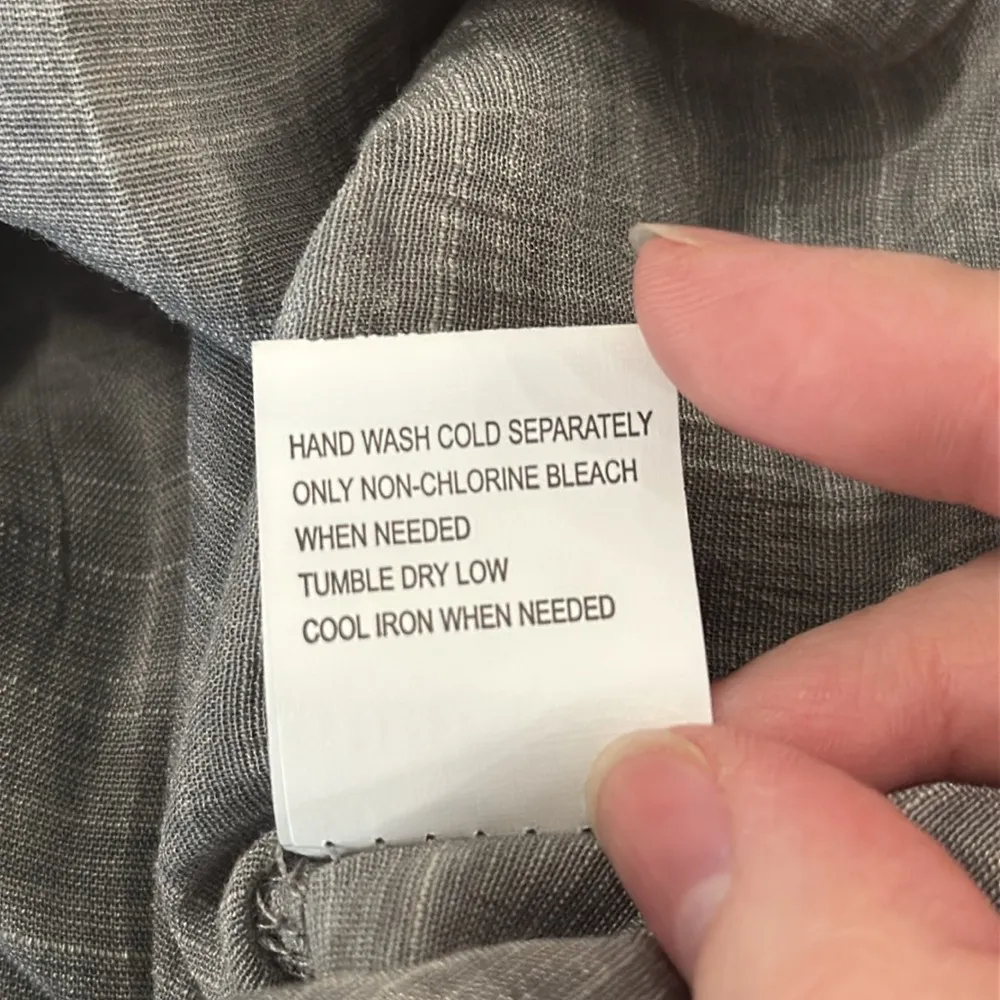 HAND WASH COLD SEPARATELY
ONLY NON-CHLORINE BLEACH
WHEN NEEDED
TUMBLE DRY LOW
COOL IRON WHEN NEEDED